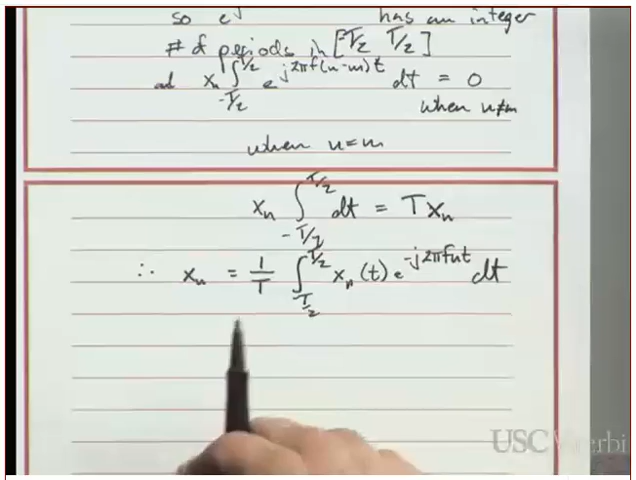 so e^j has an integer
# of periods in [-T/2 T/2]
and x_n ∫_{-T/2}^{T/2} e^{j2πf(n-m)t} dt = 0
when n≠m
when n=m
x_n ∫_{-T/2}^{T/2} dt = T x_n
∴ x_n = 1/T ∫_{-T/2}^{T/2} x_p(t) e^{-j2πfnt} dt
USC Viterbi